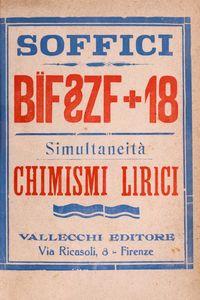 SOFFICI
BÏF§ZF+18
Simultaneità
CHIMISMI LIRICI
VALLECCHI EDITORE
Via Ricasoli, 8 - Firenze